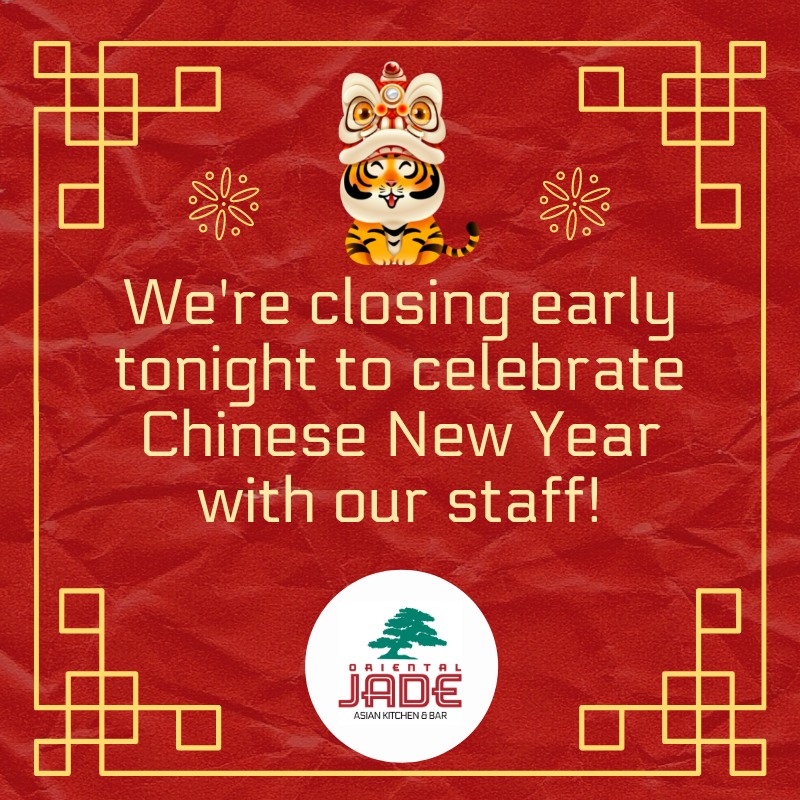 We're closing early
tonight to celebrate
Chinese New Year
with our staff!
ORIENTAL
JADE
ASIAN KITCHEN & BAR